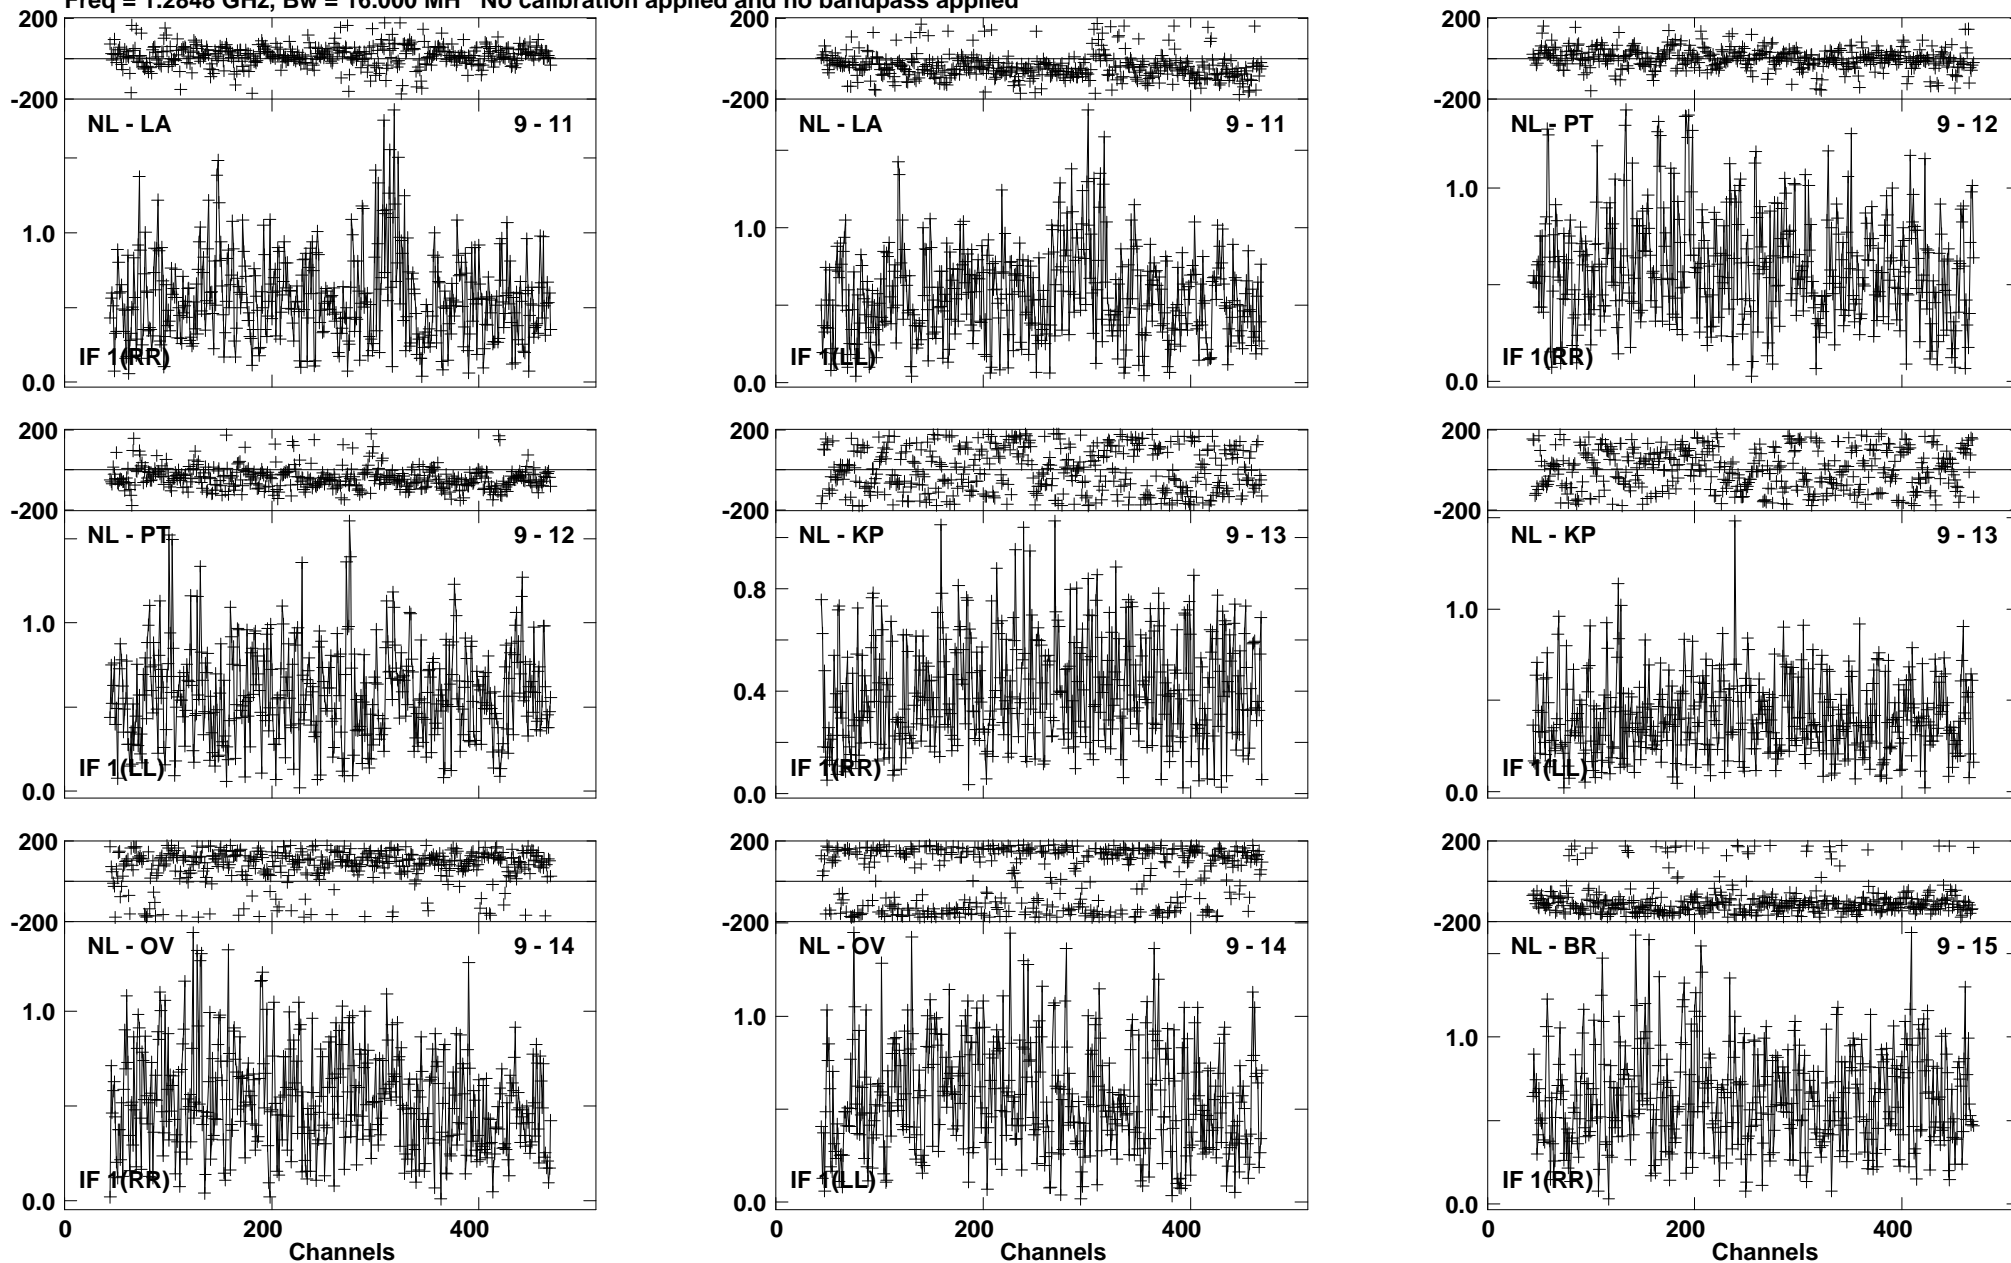 Freq = 1.2848 GHz, Bw = 16.000 MH No calibration applied and no bandpass applied
200 200 200
-200 -200 -200
NL - LA 9 - 11 NL - LA 9 - 11 NL - PT 9 - 12
1.0 1.0 1.0
IF 1(RR) IF 1(LL) IF 1(RR)
0.0 0.0 0.0
200 200 200
-200 -200 -200
NL - PT 9 - 12 NL - KP 9 - 13 NL - KP 9 - 13
1.0 0.8 1.0
0.4
IF 1(LL) IF 1(RR) IF 1(LL)
0.0 0.0 0.0
200 200 200
-200 -200 -200
NL - OV 9 - 14 NL - OV 9 - 14 NL - BR 9 - 15
1.0 1.0 1.0
IF 1(RR) IF 1(LL) IF 1(RR)
0.0 0.0 0.0
0 200 400 0 200 400 0 200 400
Channels Channels Channels